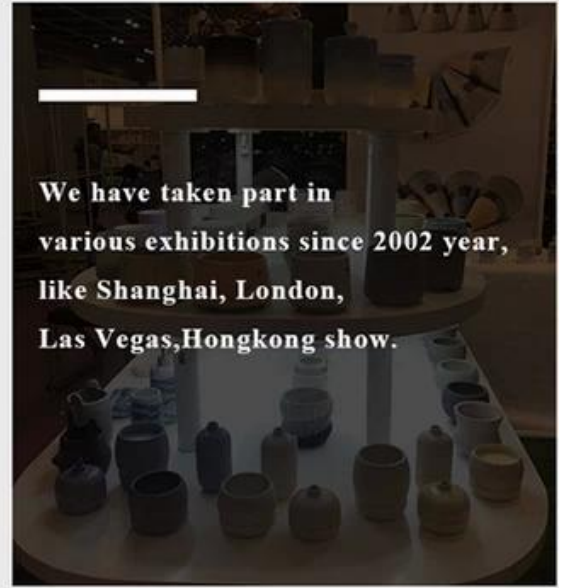 We have taken part in
various exhibitions since 2002 year,
like Shanghai, London,
Las Vegas,Hongkong show.